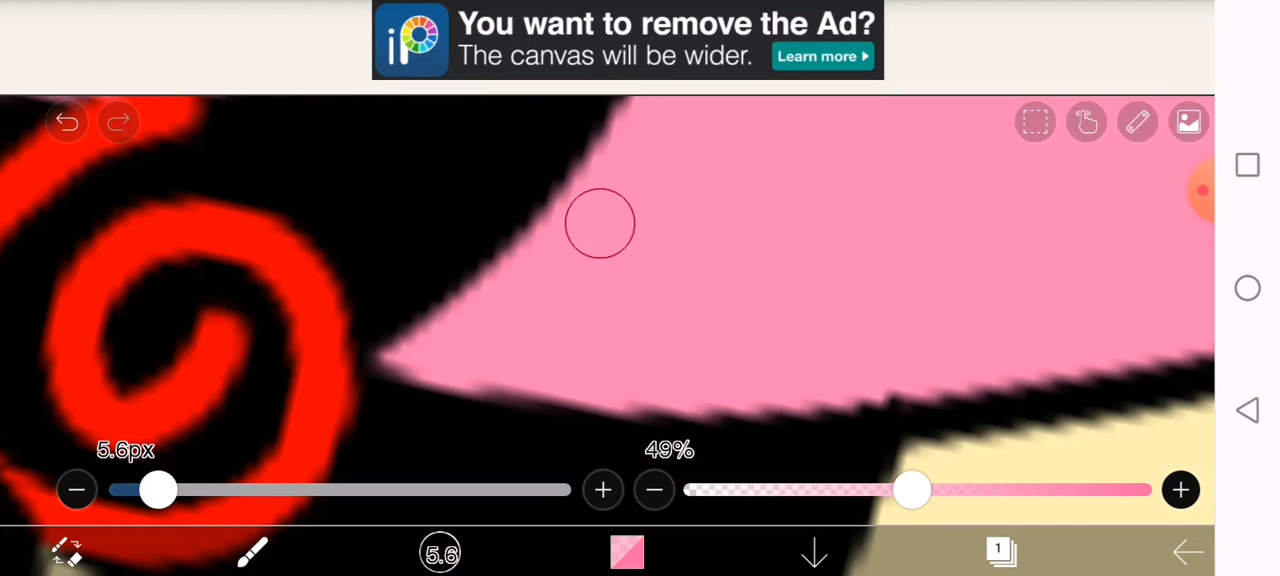 iP
You want to remove the Ad?
The canvas will be wider.
Learn more
5.6px
49%
5.6
1